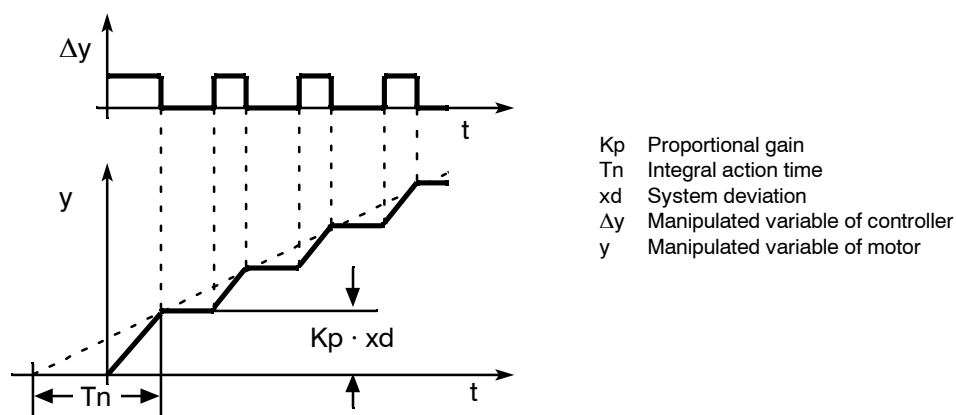 Δy
t
y
Kp · xd
Tn
t
Kp Proportional gain
Tn Integral action time
xd System deviation
Δy Manipulated variable of controller
y Manipulated variable of motor